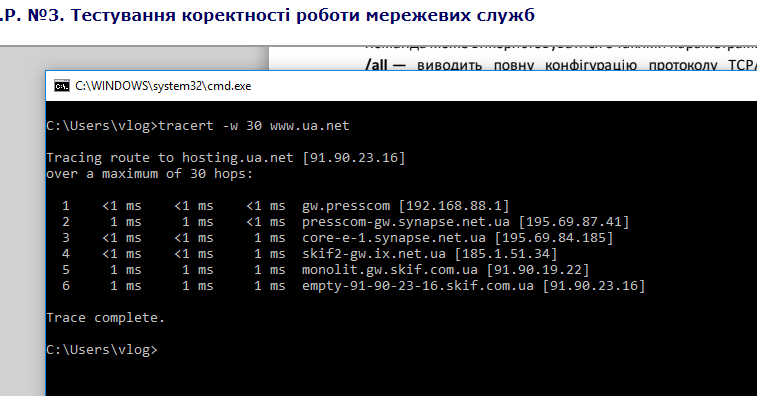 .Р. №3. Тестування коректності роботи мережевих служб
/all — виводить повну конфігурацію протоколу TCP/
C:\WINDOWS\system32\cmd.exe
C:\Users\vlog>tracert -w 30 www.ua.net
Tracing route to hosting.ua.net [91.90.23.16]
over a maximum of 30 hops:
1 <1 ms <1 ms <1 ms gw.presscom [192.168.88.1]
2 1 ms 1 ms <1 ms presscom-gw.synapse.net.ua [195.69.87.41]
3 <1 ms <1 ms 1 ms core-e-1.synapse.net.ua [195.69.84.185]
4 <1 ms <1 ms 1 ms skif2-gw.ix.net.ua [185.1.51.34]
5 1 ms 1 ms 1 ms monolit.gw.skif.com.ua [91.90.19.22]
6 1 ms 1 ms 1 ms empty-91-90-23-16.skif.com.ua [91.90.23.16]
Trace complete.
C:\Users\vlog>